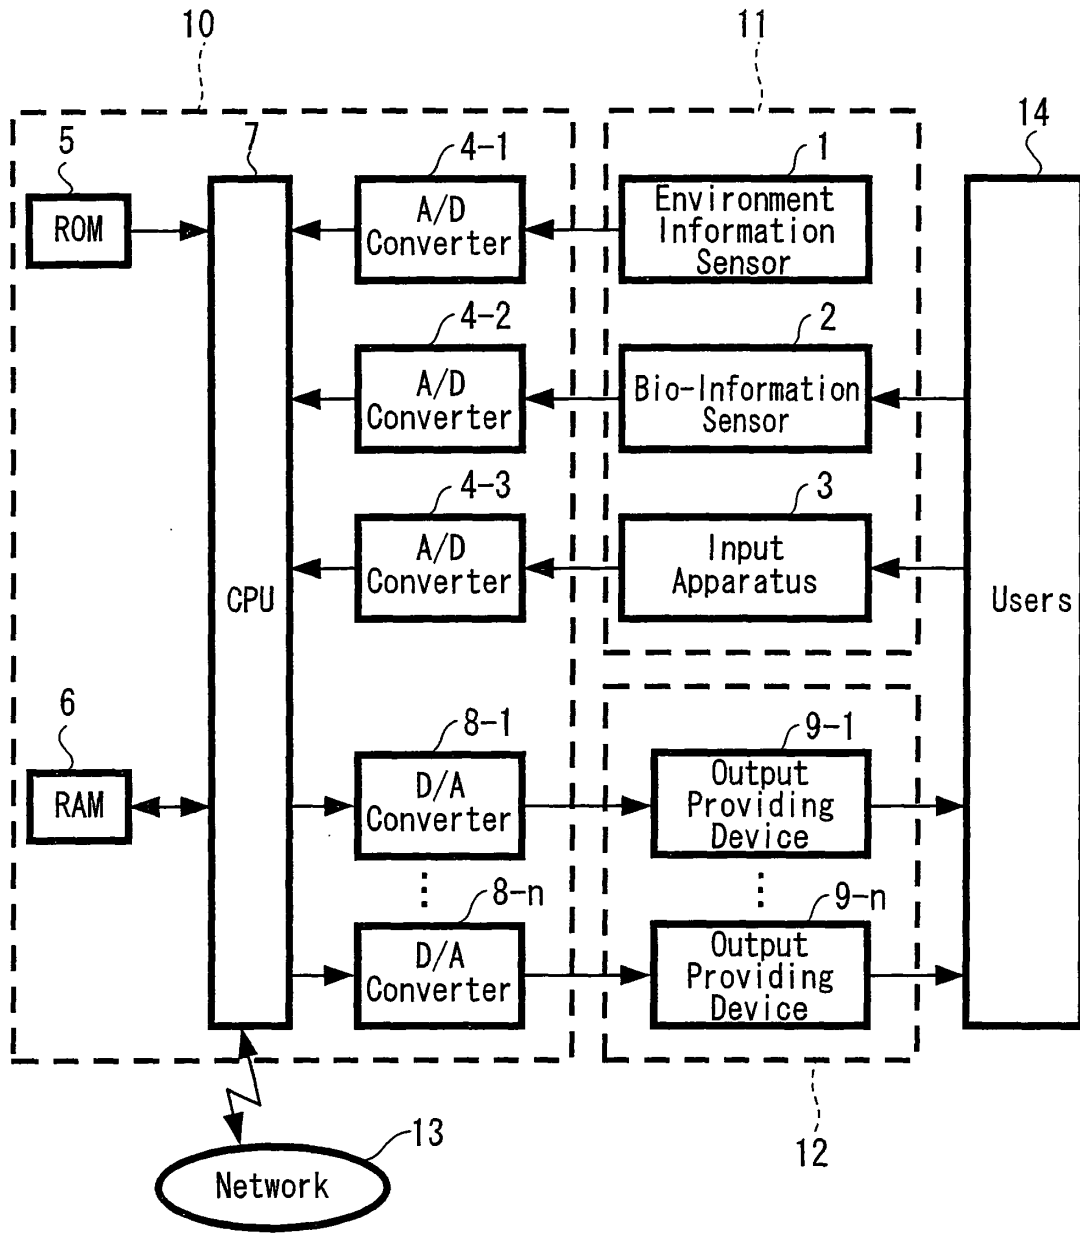 10
11
14
5
7
4-1
1
ROM
A/D
Converter
Environment
Information
Sensor
4-2
2
A/D
Converter
Bio-Information
Sensor
4-3
3
A/D
Converter
Input
Apparatus
CPU
Users
6
8-1
9-1
RAM
D/A
Converter
Output
Providing
Device
8-n
9-n
D/A
Converter
Output
Providing
Device
13
12
Network